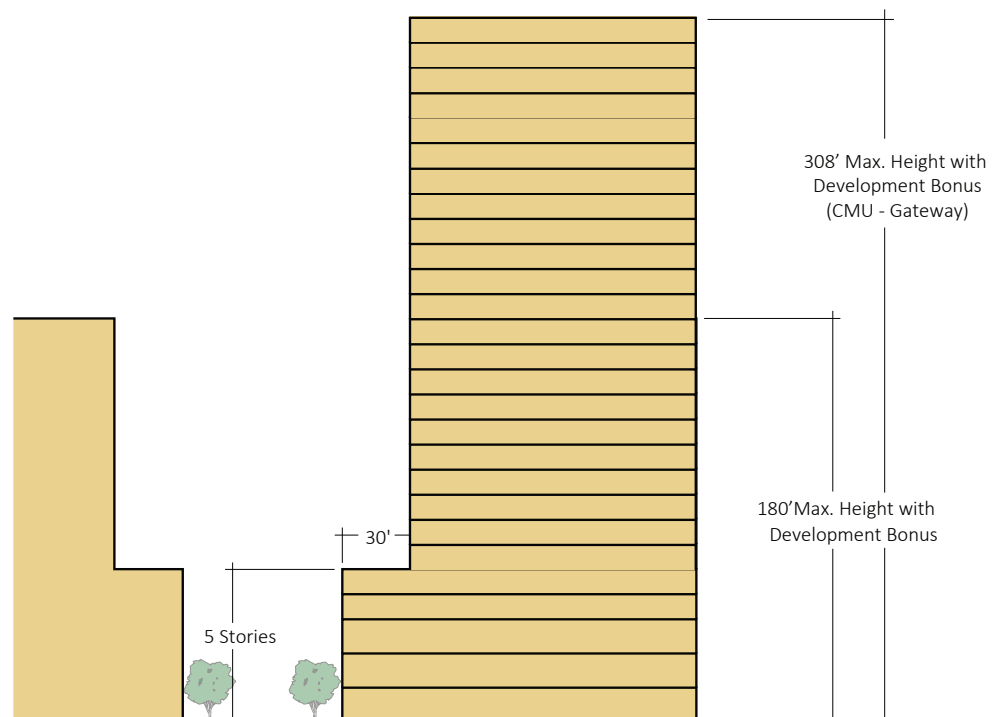 308’ Max. Height with
Development Bonus
(CMU - Gateway)
180’Max. Height with
Development Bonus
30'
5 Stories